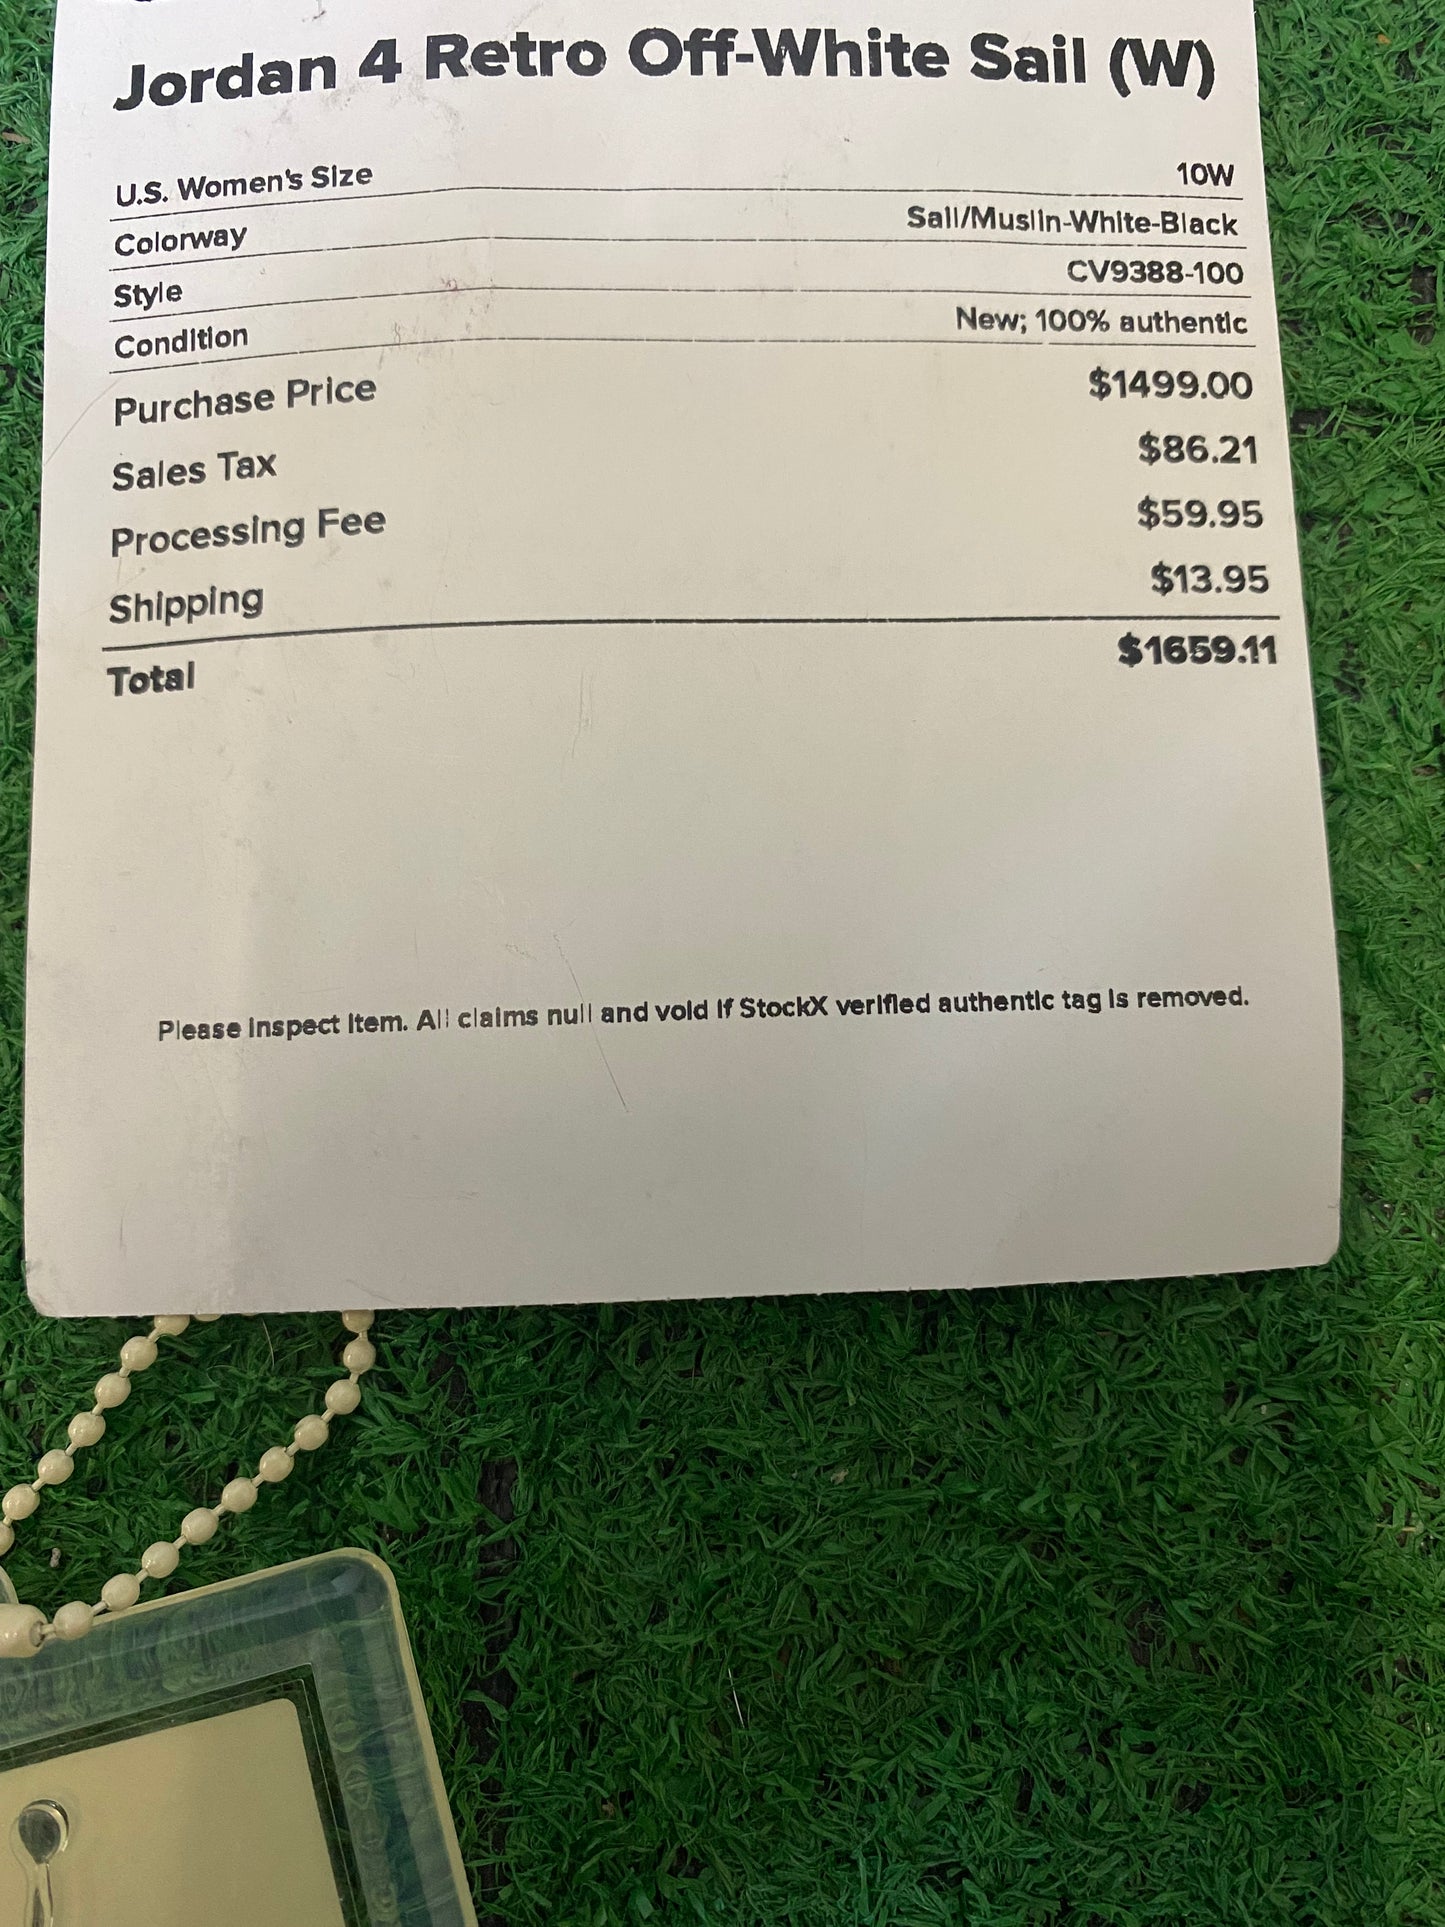 Jordan 4 Retro Off-White Sail (W)
U.S. Women's Size 10W
Colorway Sail/Muslin-White-Black
Style CV9388-100
Condition New; 100% authentic
Purchase Price $1499.00
Sales Tax $86.21
Processing Fee $59.95
Shipping $13.95
Total $1659.11
Please inspect item. All claims null and void if StockX verified authentic tag is removed.